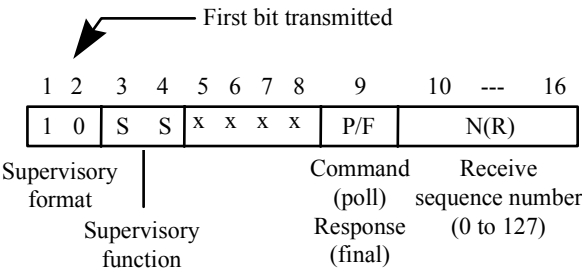 First bit transmitted
1 2 3 4 5 6 7 8 9 10 --- 16
1 0 S S x x x x P/F N(R)
Supervisory format
Supervisory function
Command (poll)
Response (final)
Receive sequence number (0 to 127)